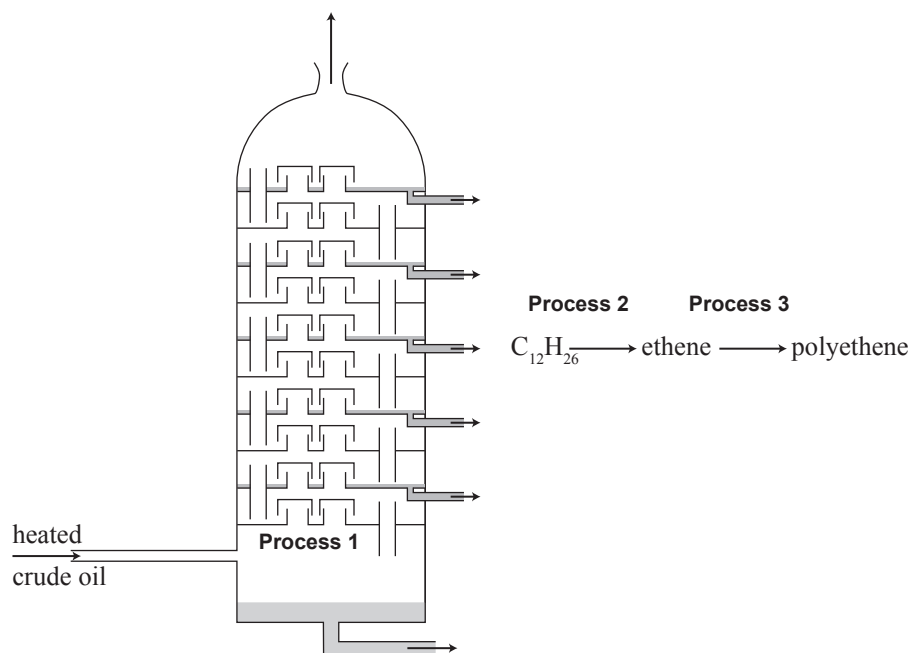 Process 2 Process 3
C₁₂H₂₆ ethene polyethene
heated
crude oil
Process 1